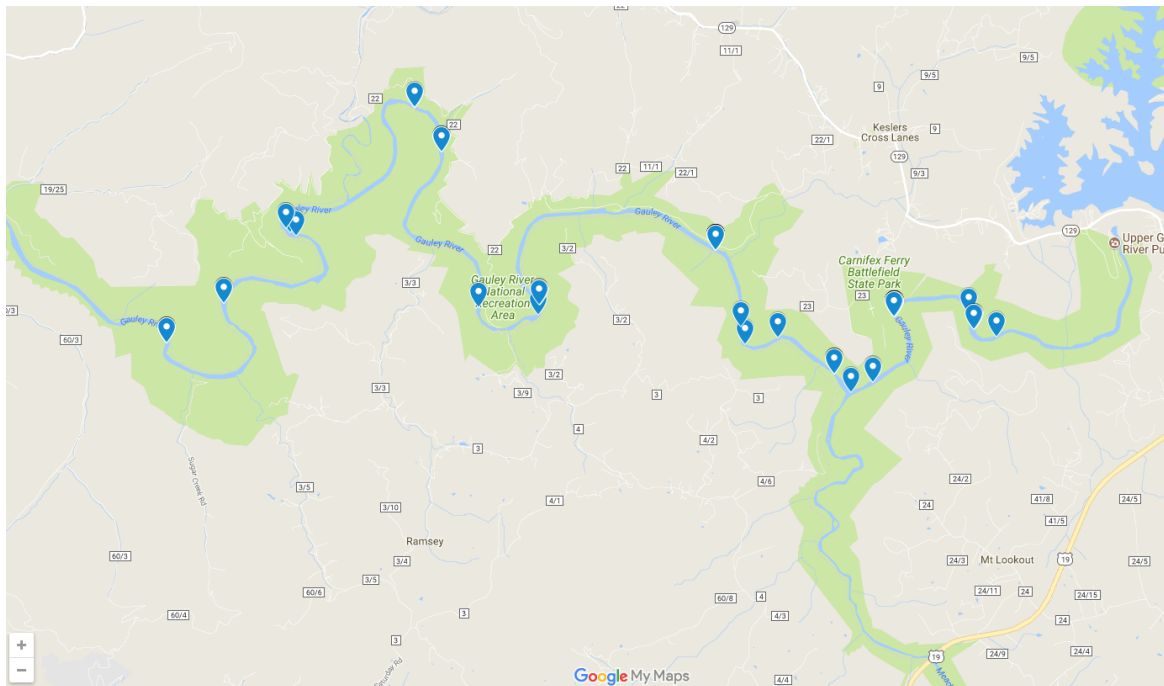 22
129
11/1
9/5
9/5
9
22
22
Keslers
Cross Lanes
9
22/1
129
22
11/1
22/1
9/3
19/25
ley River
Gauley River
129
Gauley River
22
3/2
Upper G
River Pu
Carnifex Ferry
Battlefield
State Park
3/3
Gauley River
National
Recreation
Area
23
23
Gauley Riv
3/2
Gauley River
60/3
3/2
3/3
3/9
3
3
4
4/2
3
Sugar Creek Rd
3/5
4/6
24/2
41/8
24/5
4/1
24
3/10
41/5
Ramsey
60/3
3/4
24/3
Mt Lookout
19
24/5
3/5
60/6
24/11
24
24/15
60/8
4
60/4
4/3
3
24/9
24/4
19
Saturday Rd
4/4
+
−
Google My Maps